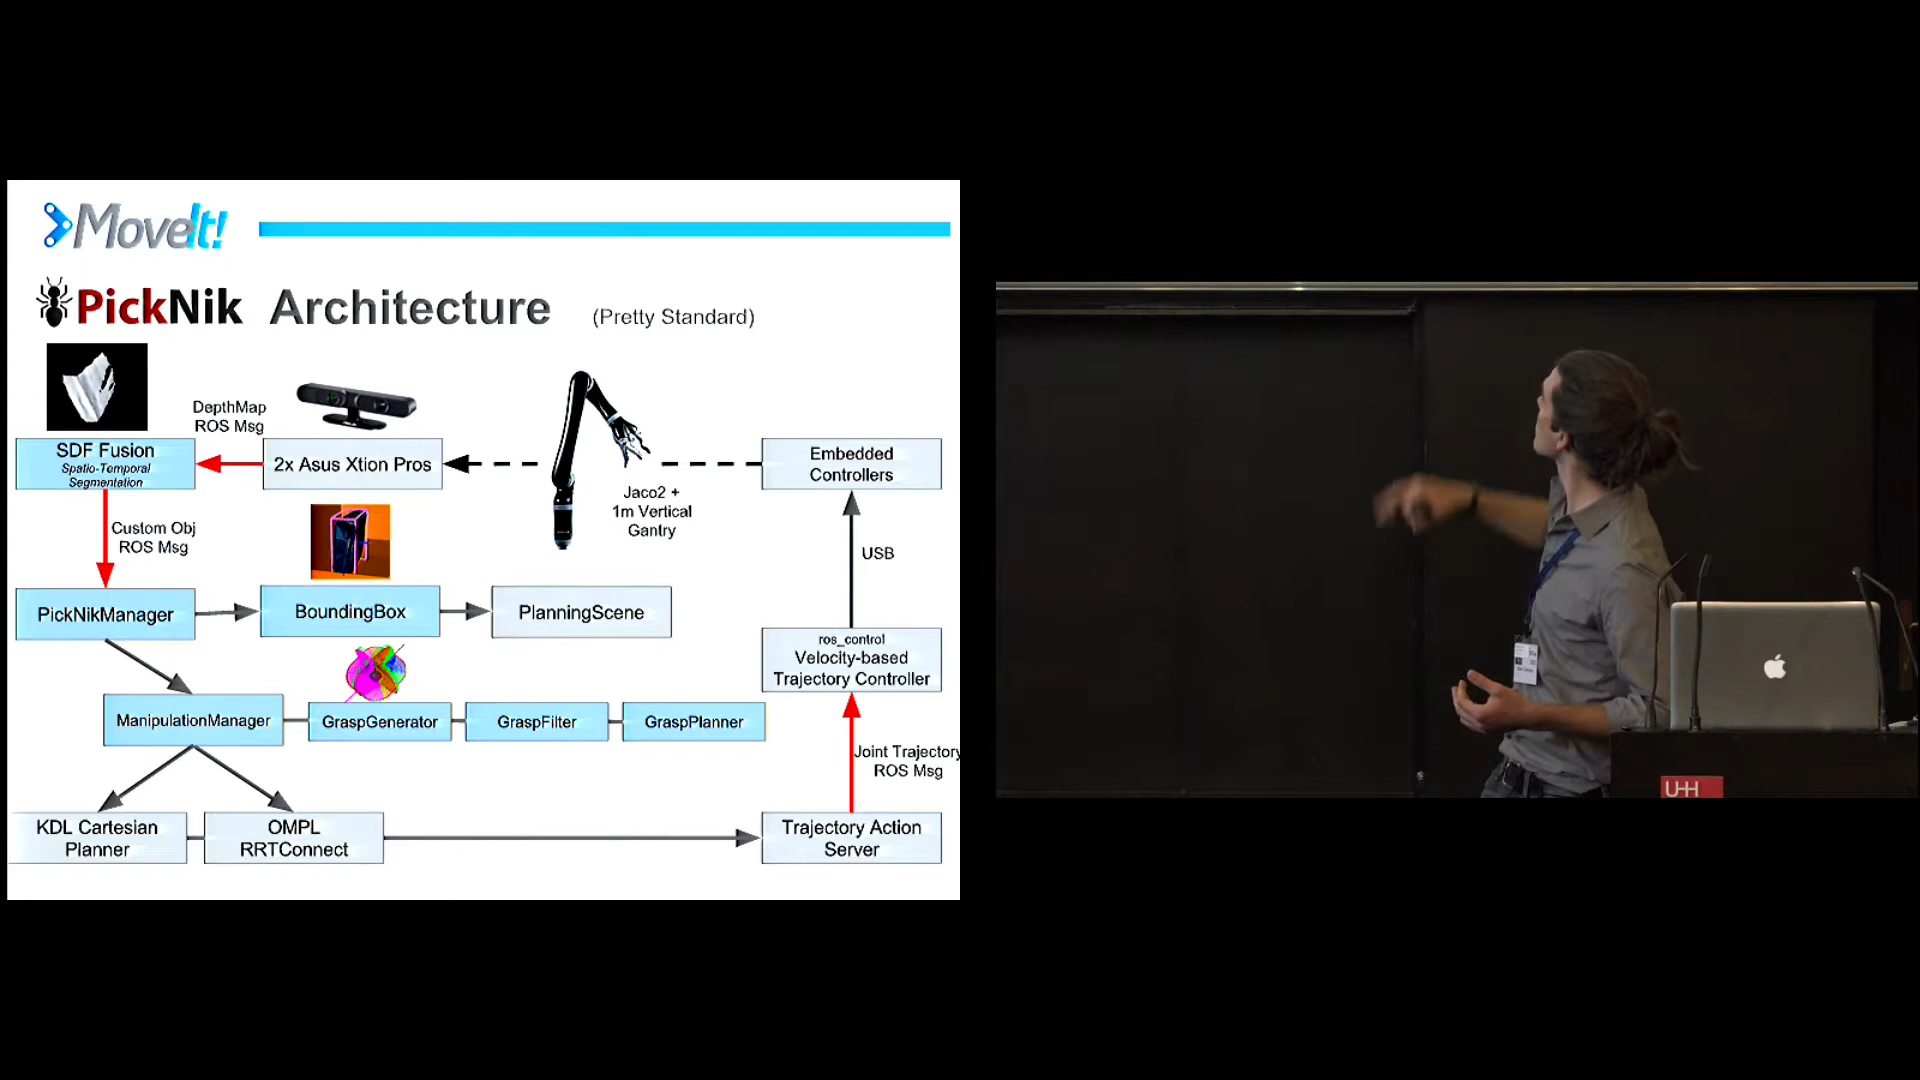 MoveIt!
PickNik Architecture (Pretty Standard)
DepthMap
ROS Msg
SDF Fusion
Spatio-Temporal
Segmentation
2x Asus Xtion Pros
Jaco2 +
1m Vertical
Gantry
Embedded
Controllers
Custom Obj
ROS Msg
USB
PickNikManager
BoundingBox
PlanningScene
ros_control
Velocity-based
Trajectory Controller
ManipulationManager
GraspGenerator
GraspFilter
GraspPlanner
Joint Trajectory
ROS Msg
KDL Cartesian
Planner
OMPL
RRTConnect
Trajectory Action
Server
UHH